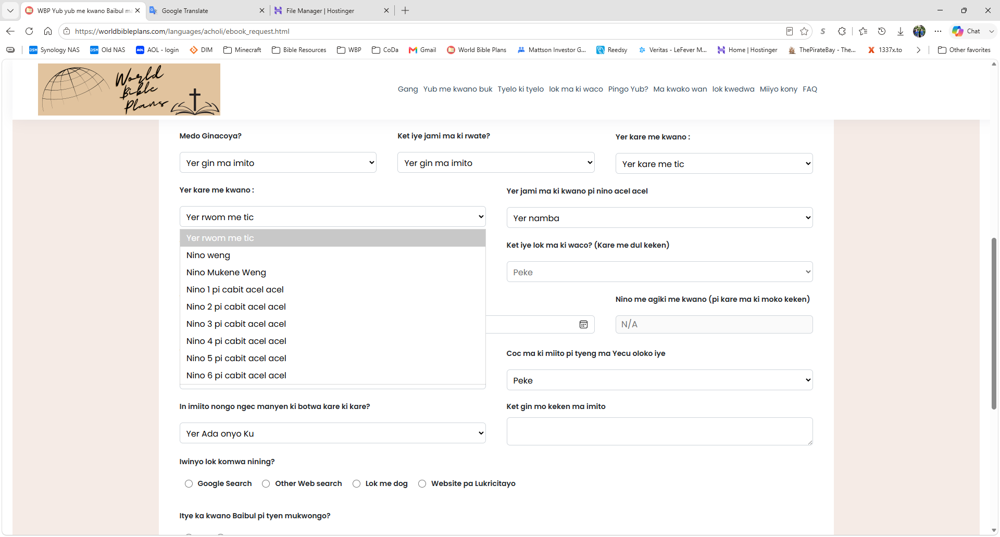 WBP Yub yub me kwano Baibul ma
Google Translate
File Manager | Hostinger
https://worldbibleplans.com/languages/acholi/ebook_request.html
Chat
Synology NAS
Old NAS
AOL - login
DIM
Minecraft
Bible Resources
WBP
CoDa
Gmail
World Bible Plans
Mattson Investor G...
Reedsy
Veritas - LeFever M...
Home | Hostinger
ThePirateBay - The...
1337x.to
Other favorites
World
Bible
Plans
Gang Yub me kwano buk Tyelo ki tyelo lok ma ki waco Pingo Yub? Ma kwako wan lok kwedwa Miiyo kony FAQ
Medo Ginacoya?
Ket iye jami ma ki rwate?
Yer kare me kwano :
Yer gin ma imito
Yer gin ma imito
Yer kare me tic
Yer kare me kwano :
Yer jami ma ki kwano pi nino acel acel
Yer rwom me tic
Yer namba
Yer rwom me tic
Nino weng
Nino Mukene Weng
Nino 1 pi cabit acel acel
Nino 2 pi cabit acel acel
Nino 3 pi cabit acel acel
Nino 4 pi cabit acel acel
Nino 5 pi cabit acel acel
Nino 6 pi cabit acel acel
Ket iye lok ma ki waco? (Kare me dul keken)
Peke
Nino me agiki me kwano (pi kare ma ki moko keken)
N/A
Coc ma ki miito pi tyeng ma Yecu oloko iye
Peke
In imiito nongo ngec manyen ki botwa kare ki kare?
Ket gin mo keken ma imito
Yer Ada onyo Ku
Iwinyo lok komwa nining?
Google Search
Other Web search
Lok me dog
Website pa Lukricitayo
Itye ka kwano Baibul pi tyen mukwongo?